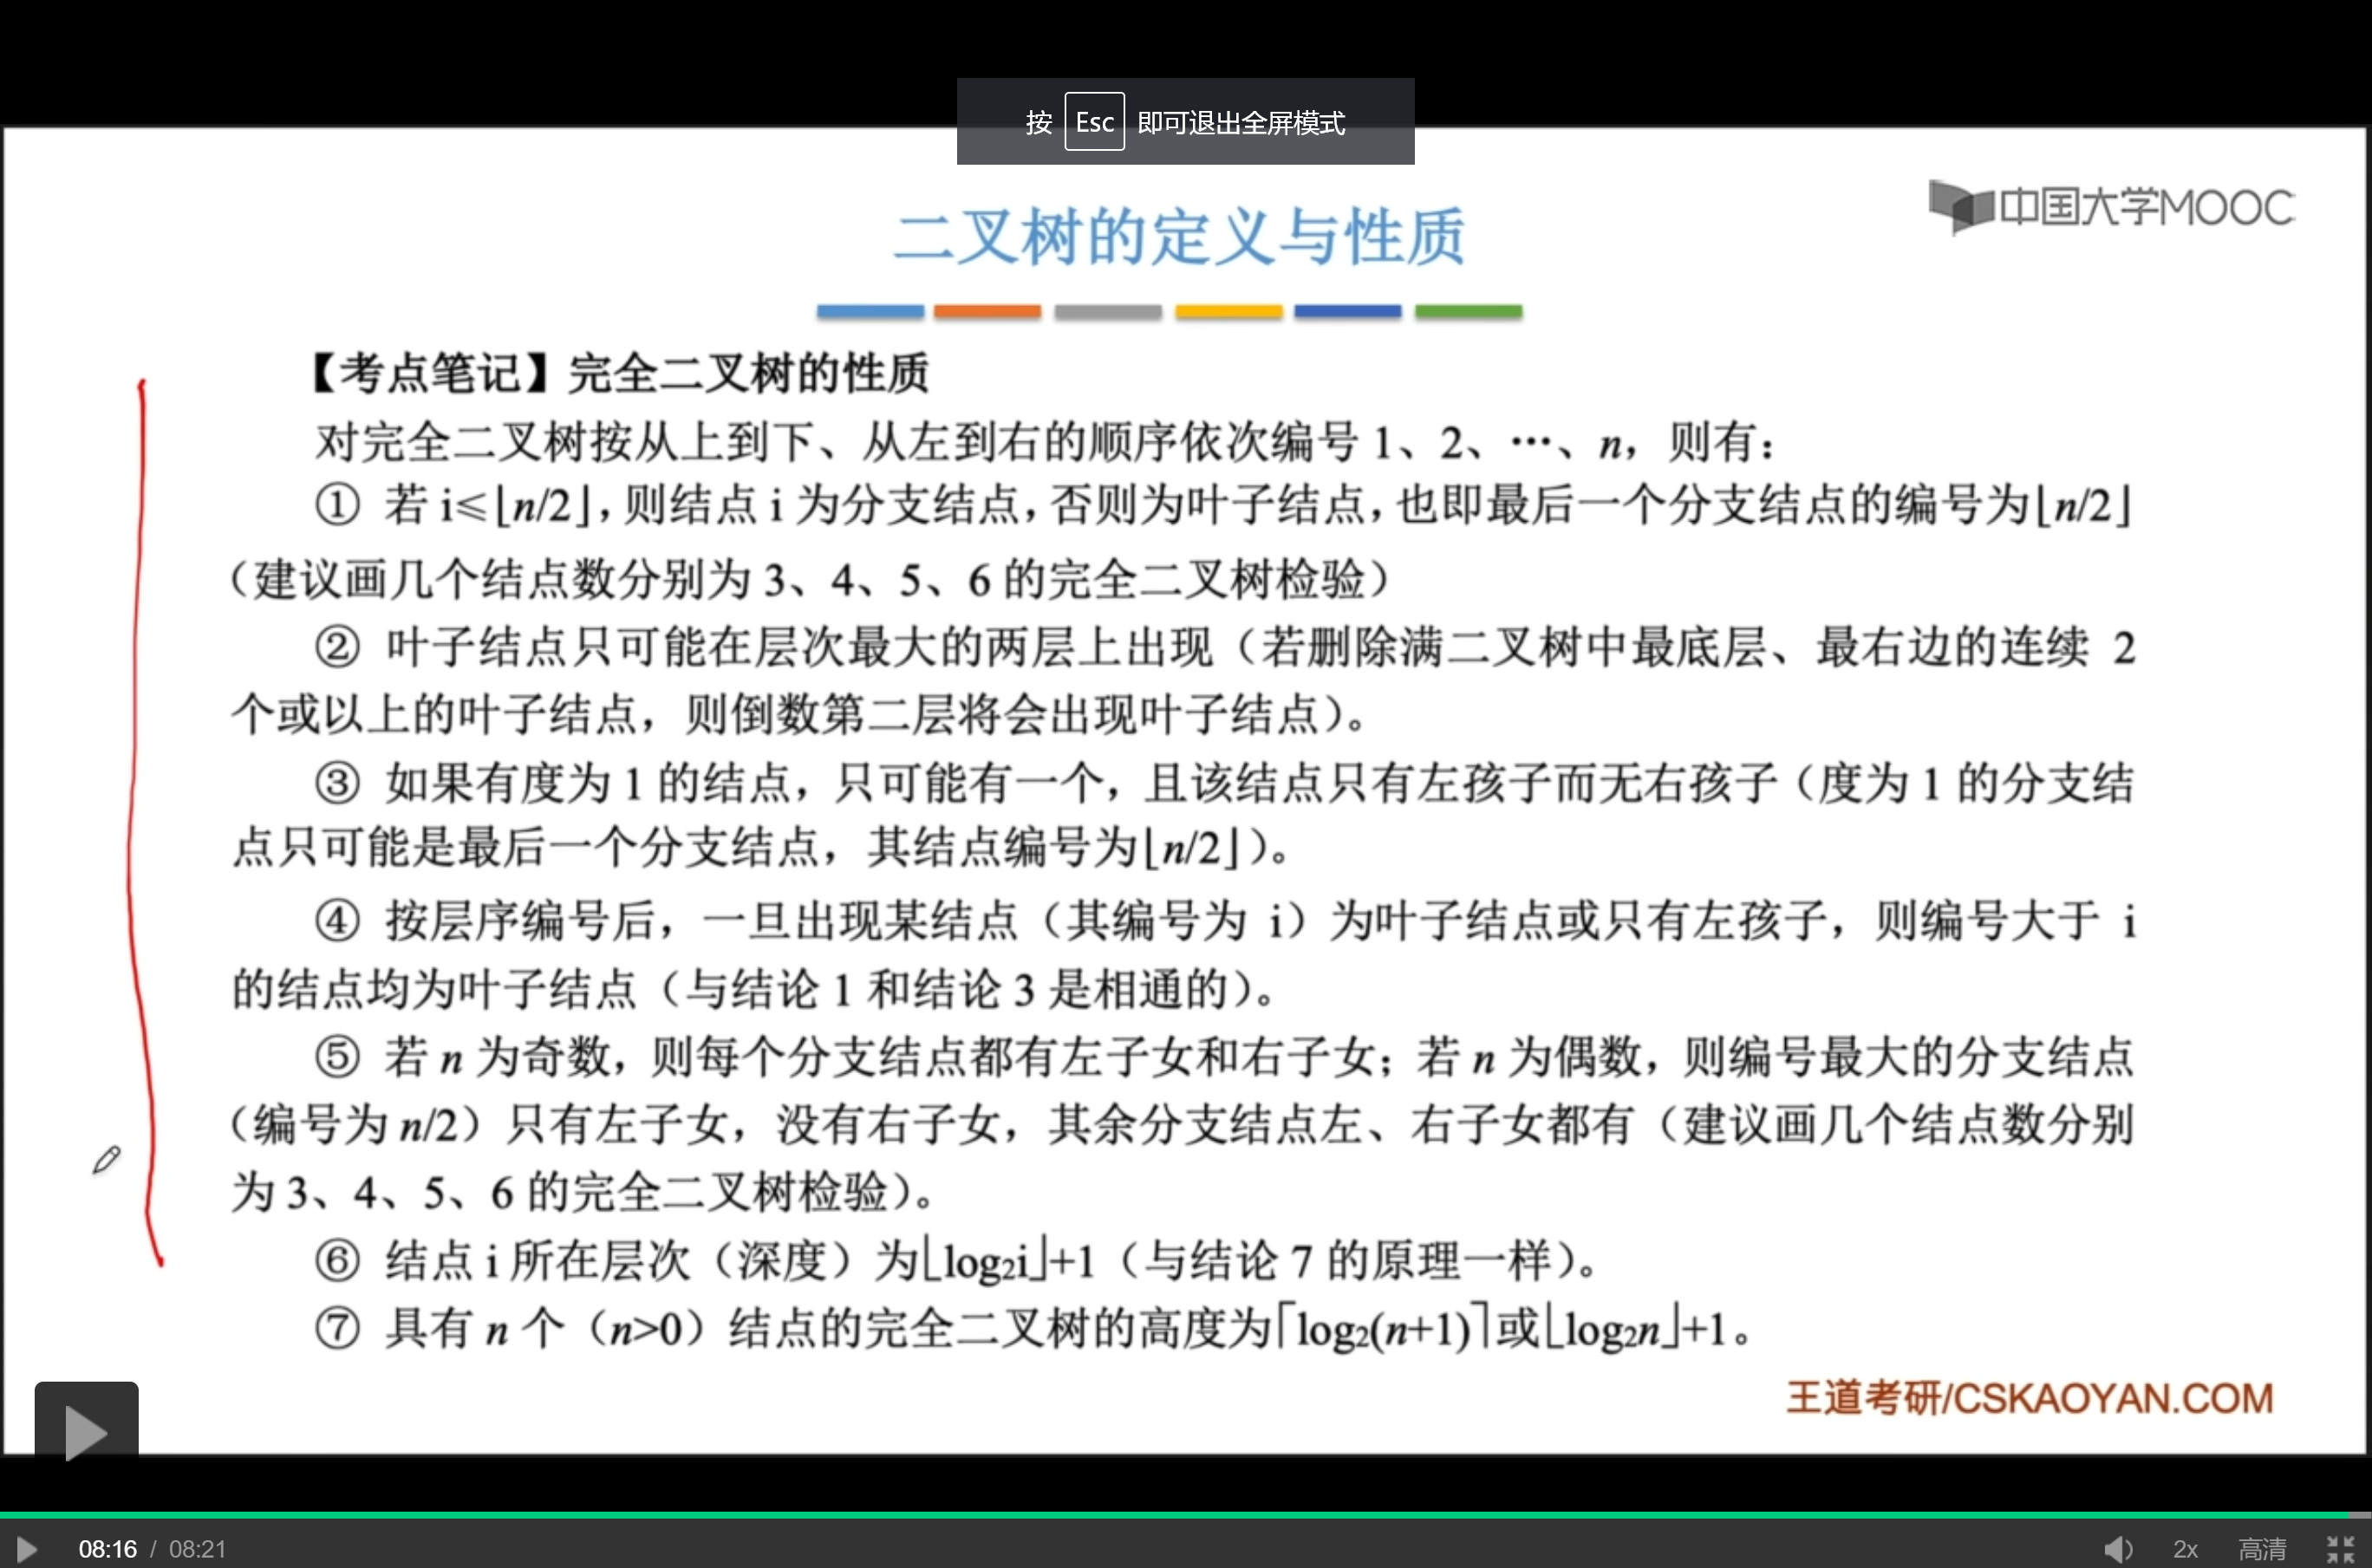 按 Esc 即可退出全屏模式
中国大学MOOC
二叉树的定义与性质
【考点笔记】完全二叉树的性质
对完全二叉树按从上到下、从左到右的顺序依次编号 1、2、…、n，则有：
① 若 i≤⌊n/2⌋，则结点 i 为分支结点，否则为叶子结点，也即最后一个分支结点的编号为⌊n/2⌋
（建议画几个结点数分别为 3、4、5、6 的完全二叉树检验）
② 叶子结点只可能在层次最大的两层上出现（若删除满二叉树中最底层、最右边的连续 2
个或以上的叶子结点，则倒数第二层将会出现叶子结点）。
③ 如果有度为 1 的结点，只可能有一个，且该结点只有左孩子而无右孩子（度为 1 的分支结
点只可能是最后一个分支结点，其结点编号为⌊n/2⌋）。
④ 按层序编号后，一旦出现某结点（其编号为 i）为叶子结点或只有左孩子，则编号大于 i
的结点均为叶子结点（与结论 1 和结论 3 是相通的）。
⑤ 若 n 为奇数，则每个分支结点都有左子女和右子女；若 n 为偶数，则编号最大的分支结点
（编号为 n/2）只有左子女，没有右子女，其余分支结点左、右子女都有（建议画几个结点数分别
为 3、4、5、6 的完全二叉树检验）。
⑥ 结点 i 所在层次（深度）为⌊log₂i⌋+1（与结论 7 的原理一样）。
⑦ 具有 n 个（n>0）结点的完全二叉树的高度为⌈log₂(n+1)⌉或⌊log₂n⌋+1。
王道考研/CSKAOYAN.COM
08:16 / 08:21
2x
高清